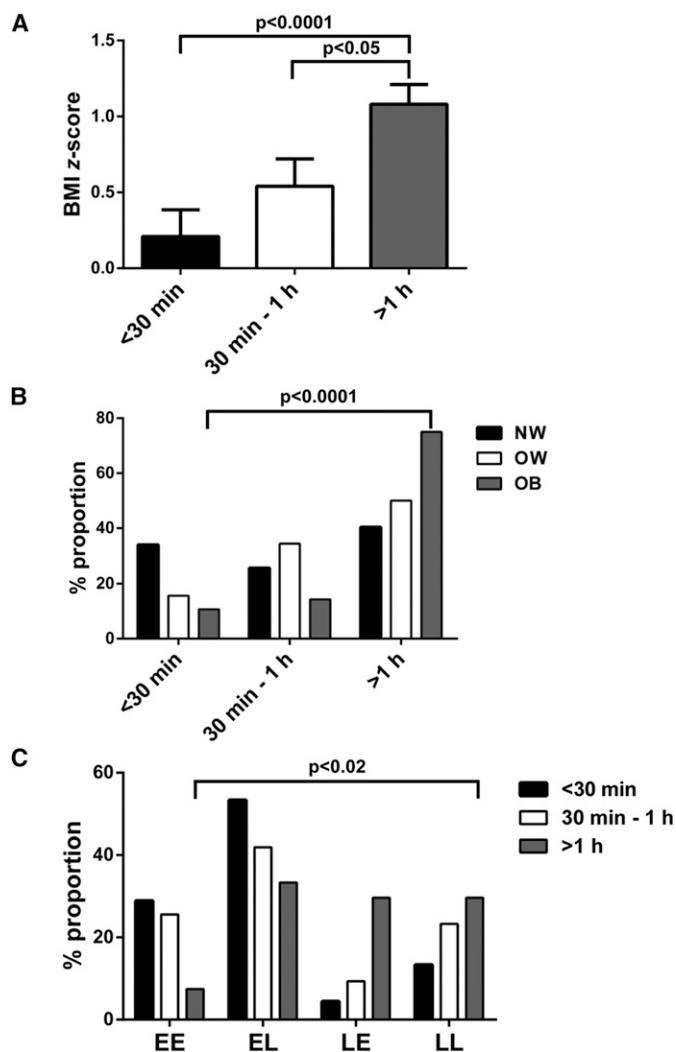 A
p<0.0001
p<0.05
BMI z-score
1.5
1.0
0.5
0.0
<30 min
30 min - 1 h
>1 h
B
p<0.0001
% proportion
80
60
40
20
0
NW
OW
OB
<30 min
30 min - 1 h
>1 h
C
p<0.02
% proportion
60
40
20
0
<30 min
30 min - 1 h
>1 h
EE EL LE LL